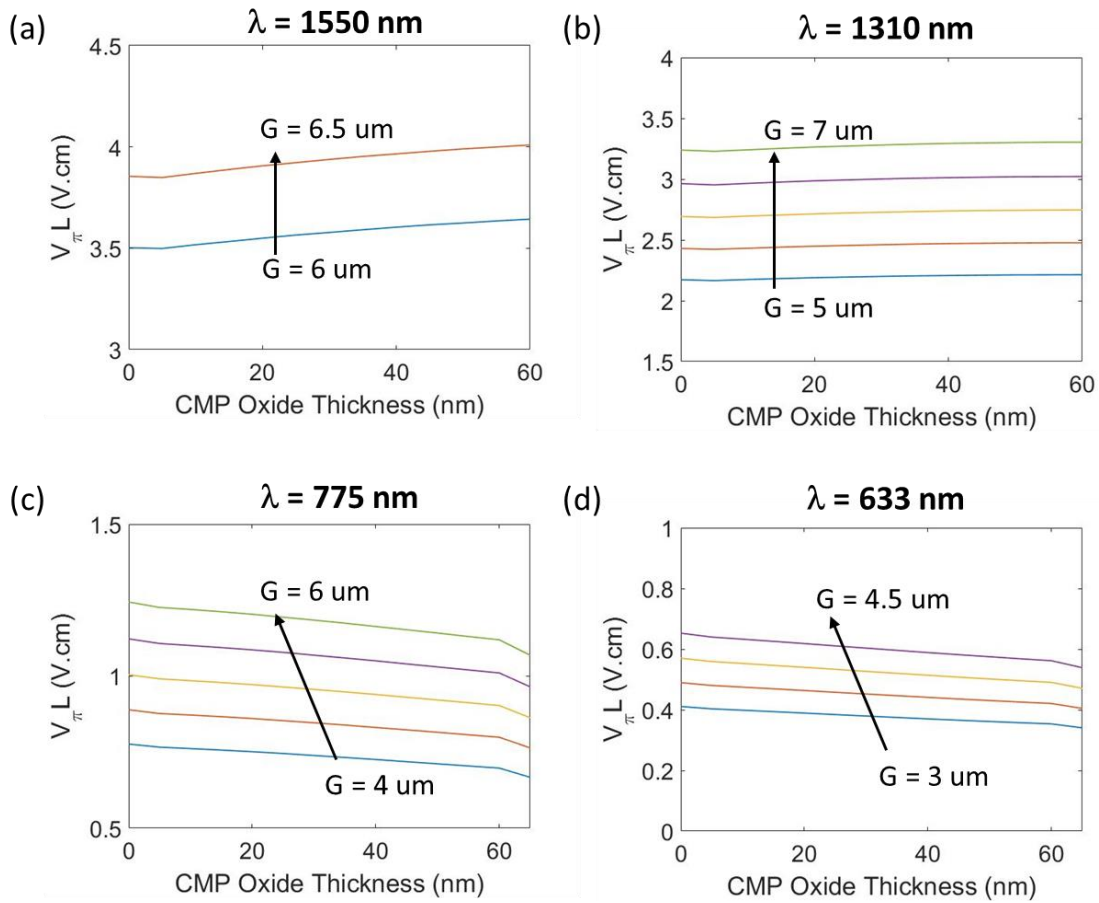 (a)
λ = 1550 nm
4.5
4
3.5
3
VπL (V.cm)
G = 6.5 um
G = 6 um
0 20 40 60
CMP Oxide Thickness (nm)
(b)
λ = 1310 nm
4
3.5
3
2.5
2
1.5
VπL (V.cm)
G = 7 um
G = 5 um
0 20 40 60
CMP Oxide Thickness (nm)
(c)
λ = 775 nm
1.5
1
0.5
VπL (V.cm)
G = 6 um
G = 4 um
0 20 40 60
CMP Oxide Thickness (nm)
(d)
λ = 633 nm
1
0.8
0.6
0.4
0.2
0
VπL (V.cm)
G = 4.5 um
G = 3 um
0 20 40 60
CMP Oxide Thickness (nm)